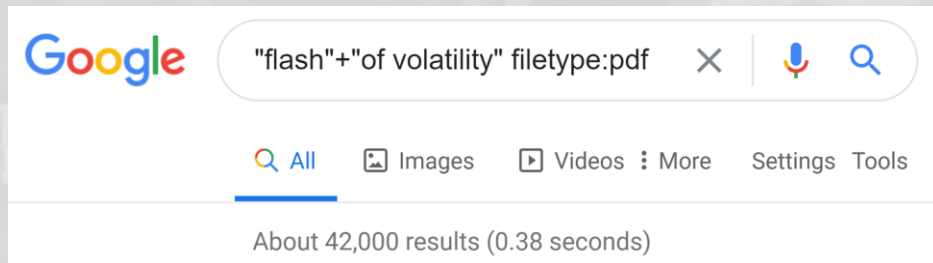 Google "flash"+"of volatility" filetype:pdf
All Images Videos More Settings Tools
About 42,000 results (0.38 seconds)